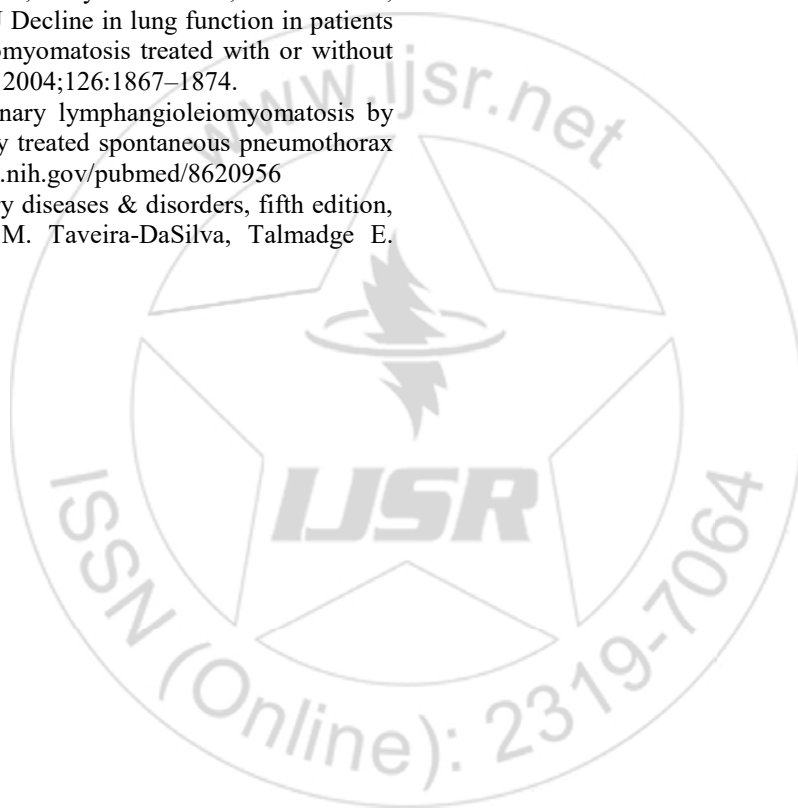 Decline in lung function in patients
omyomatosis treated with or without
2004;126:1867–1874.
nary lymphangioleiomyomatosis by
y treated spontaneous pneumothorax
.nih.gov/pubmed/8620956
ry diseases & disorders, fifth edition,
M. Taveira-DaSilva, Talmadge E.
www.ijsr.net
IJSR
ISSN (Online): 2319-7064